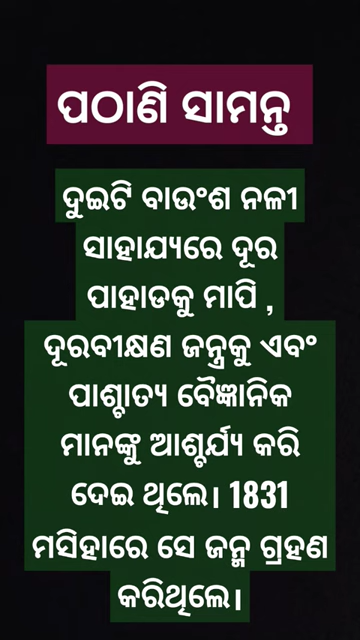 ପଠାଣି ସାମନ୍ତ
ଦୁଇଟି ବାଉଂଶ ନଳୀ
ସାହାଯ୍ୟରେ ଦୂର
ପାହାଡକୁ ମାପି ,
ଦୂରବୀକ୍ଷଣ ଜନ୍ତ୍ରକୁ ଏବଂ
ପାଶ୍ଚାତ୍ୟ ବୈଜ୍ଞାନିକ
ମାନଙ୍କୁ ଆଶ୍ଚର୍ଯ୍ୟ କରି
ଦେଇ ଥିଲେ। 1831
ମସିହାରେ ସେ ଜନ୍ମ ଗ୍ରହଣ
କରିଥିଲେ।